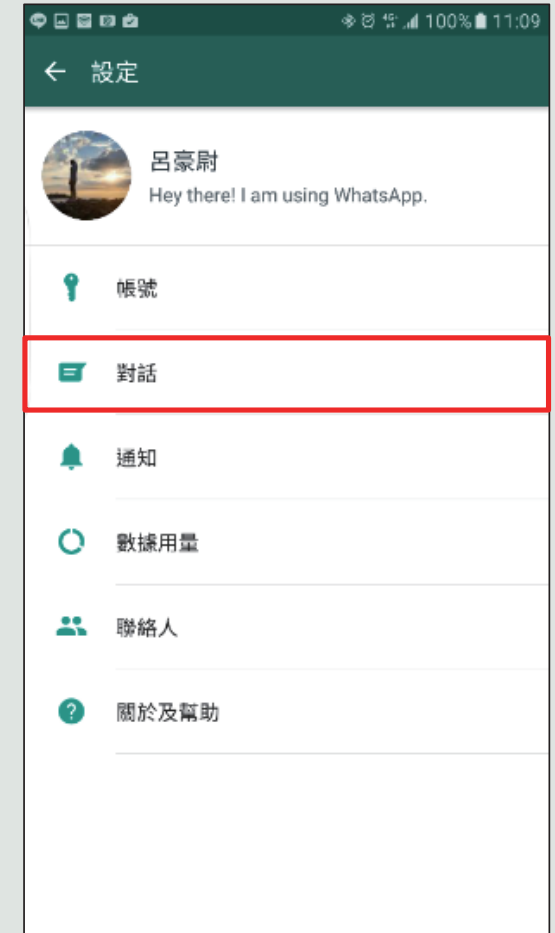 100% 11:09
設定
呂豪尉
Hey there! I am using WhatsApp.
帳號
對話
通知
數據用量
聯絡人
關於及幫助